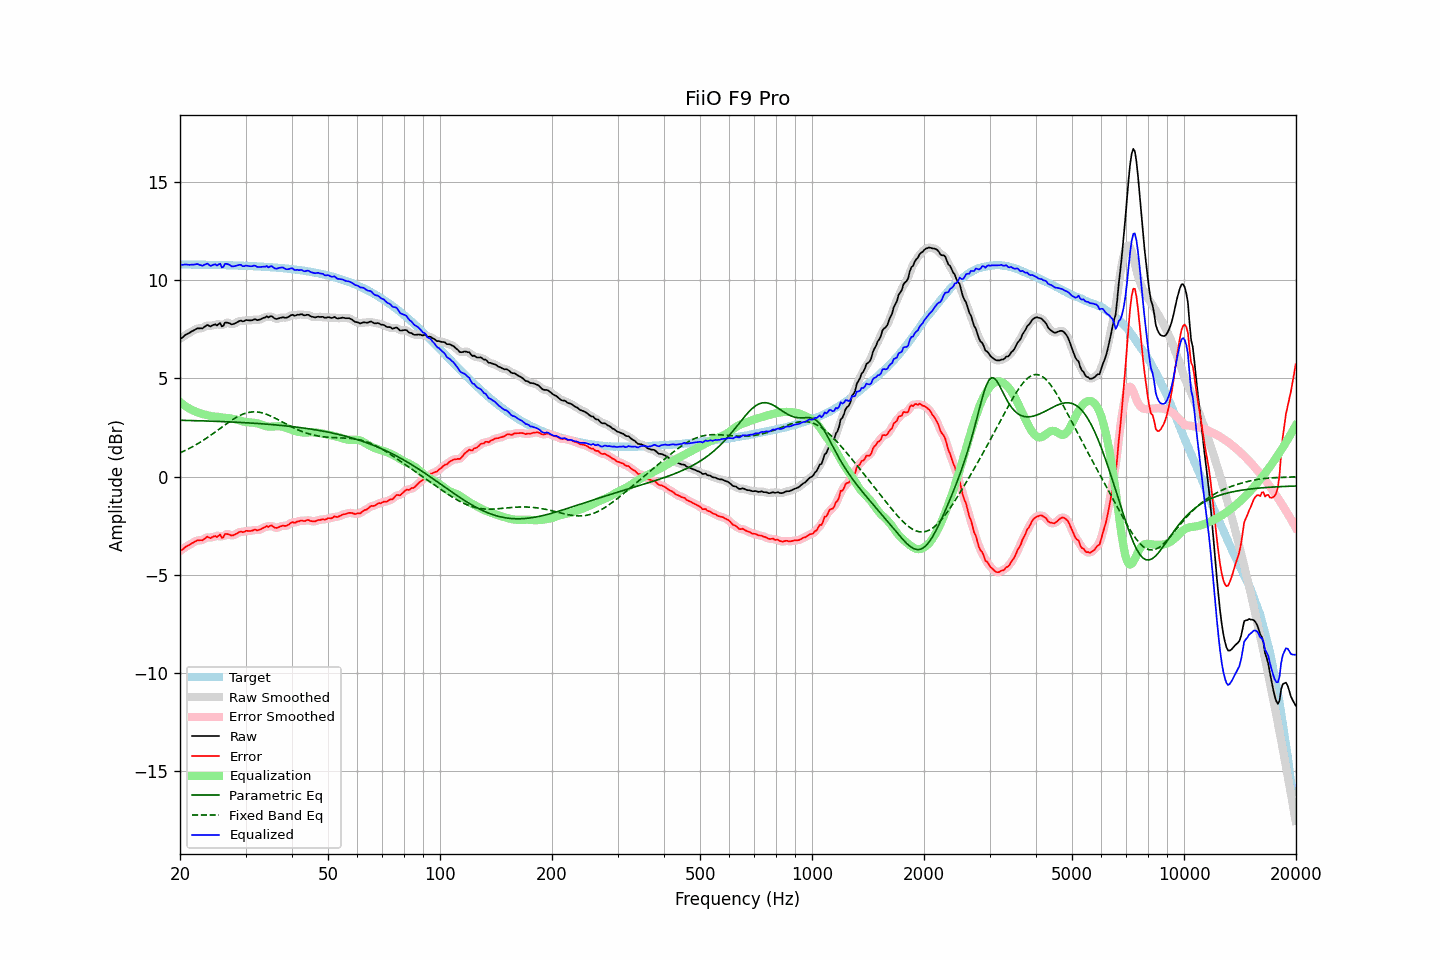 FiiO F9 Pro
Amplitude (dBr)
15
10
5
0
−5
−10
−15
Target
Raw Smoothed
Error Smoothed
Raw
Error
Equalization
Parametric Eq
Fixed Band Eq
Equalized
20 50 100 200 500 1000 2000 5000 10000 20000
Frequency (Hz)